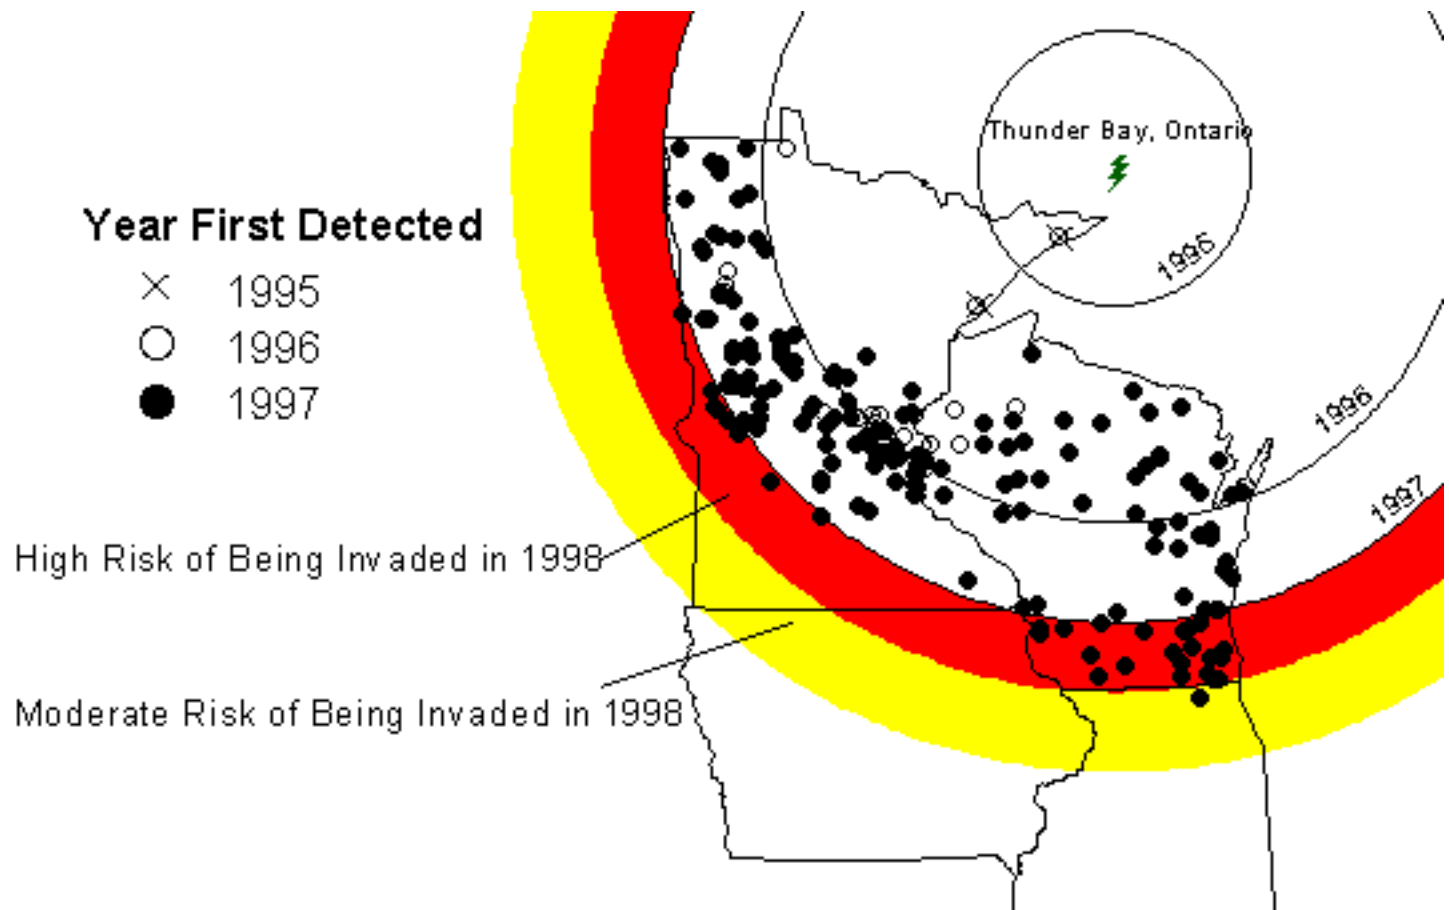 Thunder Bay, Ontario
Year First Detected
1995
1996
1997
1995
1996
1997
High Risk of Being Invaded in 1998
Moderate Risk of Being Invaded in 1998